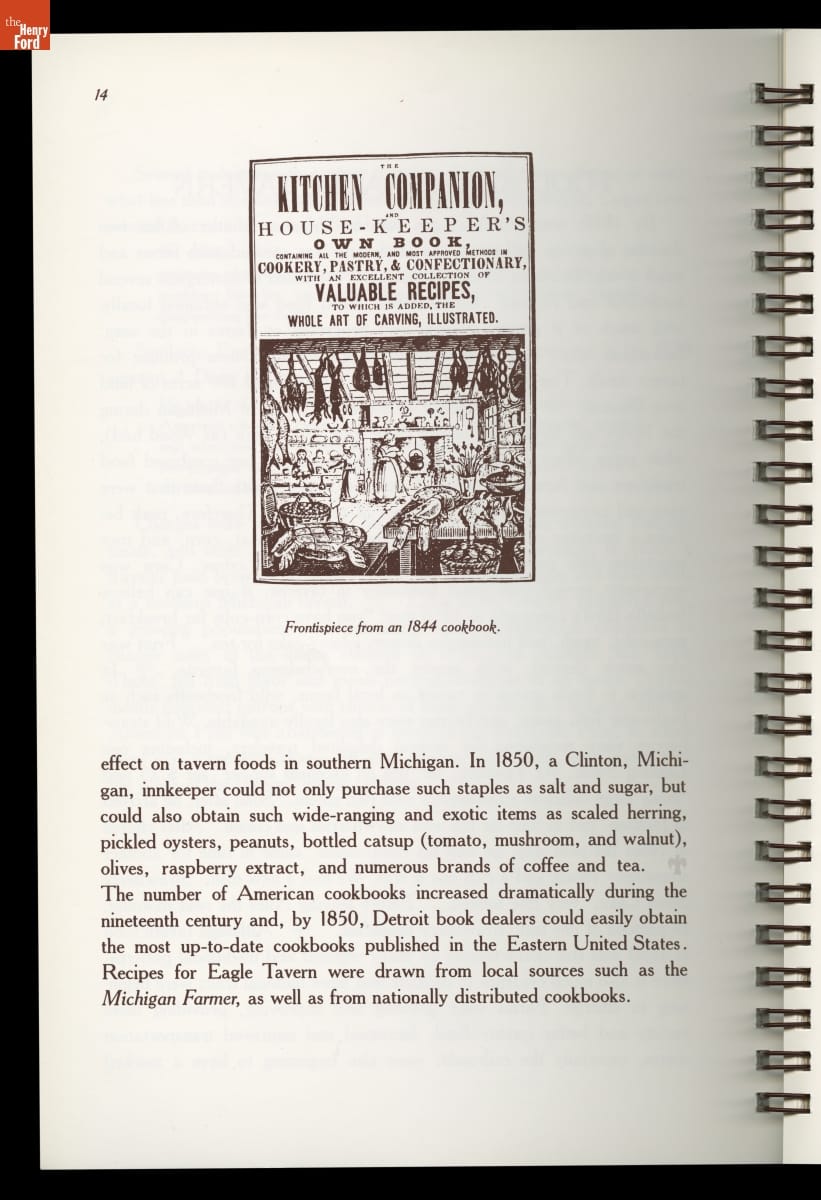 the
Henry
Ford
14
THE
KITCHEN COMPANION,
AND
HOUSE-KEEPER'S
OWN BOOK,
CONTAINING ALL THE MODERN, AND MOST APPROVED METHODS IN
COOKERY, PASTRY, & CONFECTIONARY,
WITH AN EXCELLENT COLLECTION OF
VALUABLE RECIPES,
TO WHICH IS ADDED, THE
WHOLE ART OF CARVING, ILLUSTRATED.
Frontispiece from an 1844 cookbook.
effect on tavern foods in southern Michigan. In 1850, a Clinton, Michi-
gan, innkeeper could not only purchase such staples as salt and sugar, but
could also obtain such wide-ranging and exotic items as scaled herring,
pickled oysters, peanuts, bottled catsup (tomato, mushroom, and walnut),
olives, raspberry extract, and numerous brands of coffee and tea.
The number of American cookbooks increased dramatically during the
nineteenth century and, by 1850, Detroit book dealers could easily obtain
the most up-to-date cookbooks published in the Eastern United States.
Recipes for Eagle Tavern were drawn from local sources such as the
Michigan Farmer, as well as from nationally distributed cookbooks.